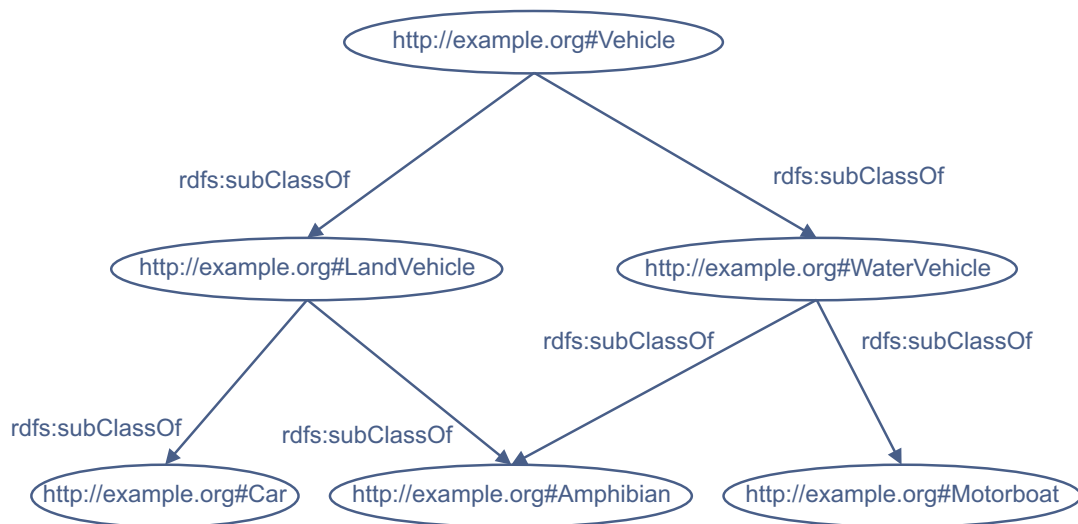 http://example.org#Vehicle
rdfs:subClassOf
rdfs:subClassOf
http://example.org#LandVehicle
http://example.org#WaterVehicle
rdfs:subClassOf
rdfs:subClassOf
rdfs:subClassOf
rdfs:subClassOf
http://example.org#Car
http://example.org#Amphibian
http://example.org#Motorboat